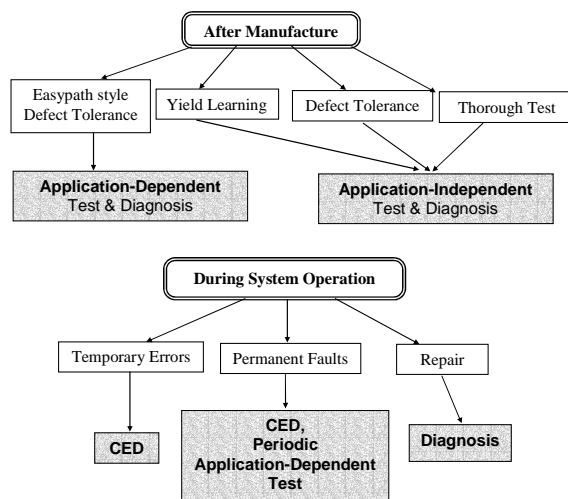 After Manufacture
Easypath style
Defect Tolerance
Yield Learning
Defect Tolerance
Thorough Test
Application-Dependent
Test & Diagnosis
Application-Independent
Test & Diagnosis
During System Operation
Temporary Errors
Permanent Faults
Repair
CED
CED,
Periodic
Application-Dependent
Test
Diagnosis